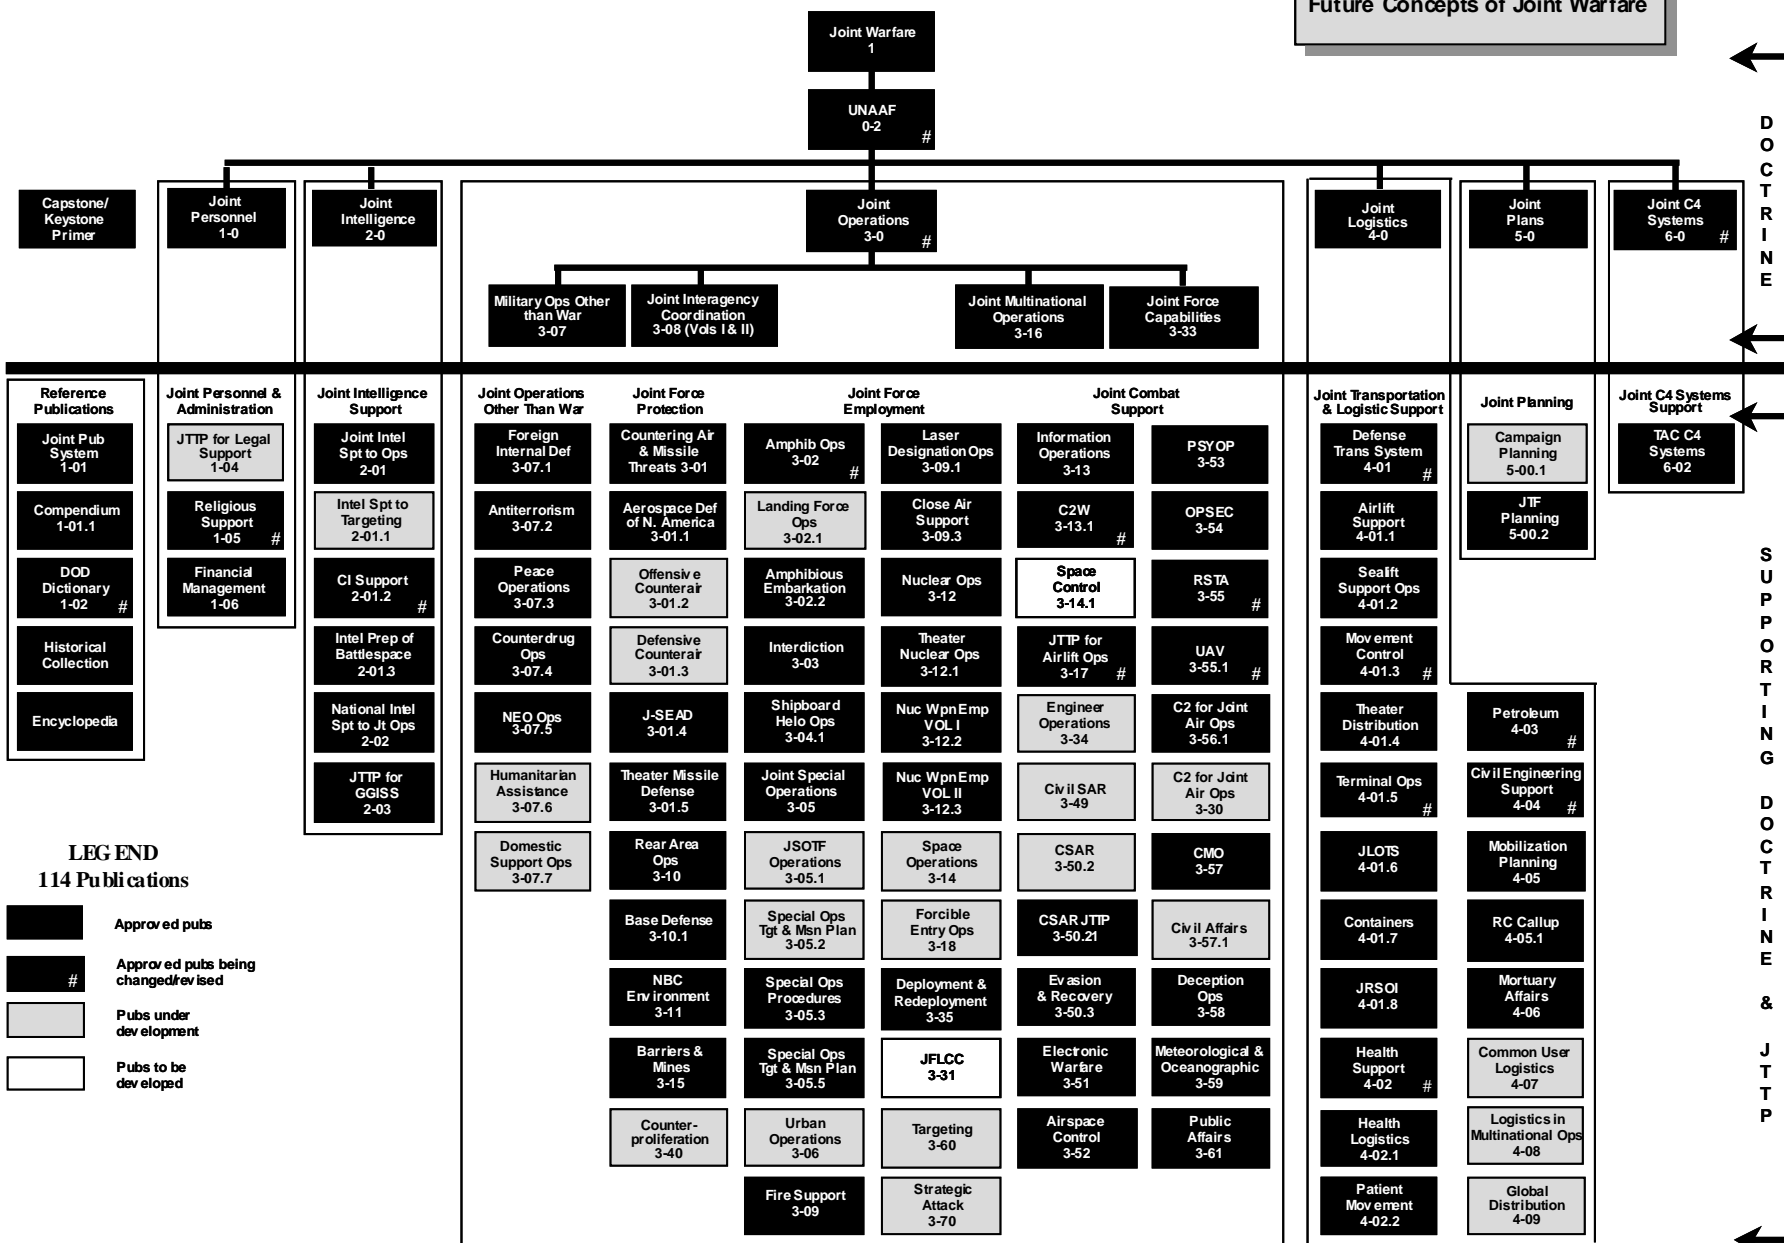 Future Concepts of Joint Warfare
Joint Warfare
1
UNAAF
0-2
#
Capstone/
Keystone
Primer
Joint
Personnel
1-0
Joint
Intelligence
2-0
Joint
Operations
3-0
#
Joint
Logistics
4-0
Joint
Plans
5-0
Joint C4
Systems
6-0
#
Military Ops Other
than War
3-07
Joint Interagency
Coordination
3-08 (Vols I & II)
Joint Multinational
Operations
3-16
Joint Force
Capabilities
3-33
DOCTRINE
Reference
Publications
Joint Pub
System
1-01
Compendium
1-01.1
DOD
Dictionary
1-02
#
Historical
Collection
Encyclopedia
Joint Personnel &
Administration
JTTP for Legal
Support
1-04
Religious
Support
1-05
#
Financial
Management
1-06
Joint Intelligence
Support
Joint Intel
Spt to Ops
2-01
Intel Spt to
Targeting
2-01.1
CI Support
2-01.2
#
Intel Prep of
Battlespace
2-01.3
National Intel
Spt to Jt Ops
2-02
JTTP for
GGISS
2-03
Joint Operations
Other Than War
Foreign
Internal Def
3-07.1
Antiterrorism
3-07.2
Peace
Operations
3-07.3
Counterdrug
Ops
3-07.4
NEO Ops
3-07.5
Humanitarian
Assistance
3-07.6
Domestic
Support Ops
3-07.7
Joint Force
Protection
Countering Air
& Missile
Threats 3-01
Aerospace Def
of N. America
3-01.1
Offensive
Counterair
3-01.2
Defensive
Counterair
3-01.3
J-SEAD
3-01.4
Theater Missile
Defense
3-01.5
Rear Area
Ops
3-10
Base Defense
3-10.1
NBC
Environment
3-11
Barriers &
Mines
3-15
Counter-
proliferation
3-40
Joint Force
Employment
Amphib Ops
3-02
#
Landing Force
Ops
3-02.1
Amphibious
Embarkation
3-02.2
Interdiction
3-03
Shipboard
Helo Ops
3-04.1
Joint Special
Operations
3-05
JSOTF
Operations
3-05.1
Special Ops
Tgt & Msn Plan
3-05.2
Special Ops
Procedures
3-05.3
Special Ops
Tgt & Msn Plan
3-05.5
Urban
Operations
3-06
Fire Support
3-09
Laser
Designation Ops
3-09.1
Close Air
Support
3-09.3
Nuclear Ops
3-12
Theater
Nuclear Ops
3-12.1
Nuc Wpn Emp
VOL I
3-12.2
Nuc Wpn Emp
VOL II
3-12.3
Space
Operations
3-14
Forcible
Entry Ops
3-18
Deployment &
Redeployment
3-35
JFLCC
3-31
Targeting
3-60
Strategic
Attack
3-70
Joint Combat
Support
Information
Operations
3-13
C2W
3-13.1
#
Space
Control
3-14.1
JTTP for
Airlift Ops
3-17
#
Engineer
Operations
3-34
Civil SAR
3-49
CSAR
3-50.2
CSAR JTTP
3-50.21
Evasion
& Recovery
3-50.3
Electronic
Warfare
3-51
Airspace
Control
3-52
PSYOP
3-53
OPSEC
3-54
RSTA
3-55
#
UAV
3-55.1
#
C2 for Joint
Air Ops
3-56.1
C2 for Joint
Air Ops
3-30
CMO
3-57
Civil Affairs
3-57.1
Deception
Ops
3-58
Meteorological &
Oceanographic
3-59
Public
Affairs
3-61
Joint Transportation
& Logistic Support
Defense
Trans System
4-01
#
Airlift
Support
4-01.1
Sealift
Support Ops
4-01.2
Movement
Control
4-01.3
#
Theater
Distribution
4-01.4
Terminal Ops
4-01.5
#
JLOTS
4-01.6
Containers
4-01.7
JRSOI
4-01.8
Health
Support
4-02
#
Health
Logistics
4-02.1
Patient
Movement
4-02.2
Joint Planning
Campaign
Planning
5-00.1
JTF
Planning
5-00.2
Petroleum
4-03
#
Civil Engineering
Support
4-04
#
Mobilization
Planning
4-05
RC Callup
4-05.1
Mortuary
Affairs
4-06
Common User
Logistics
4-07
Logistics in
Multinational Ops
4-08
Global
Distribution
4-09
Joint C4 Systems
Support
TAC C4
Systems
6-02
SUPPORTING DOCTRINE & JTTP
LEGEND
114 Publications
Approved pubs
#
Approved pubs being
changed/revised
Pubs under
development
Pubs to be
developed